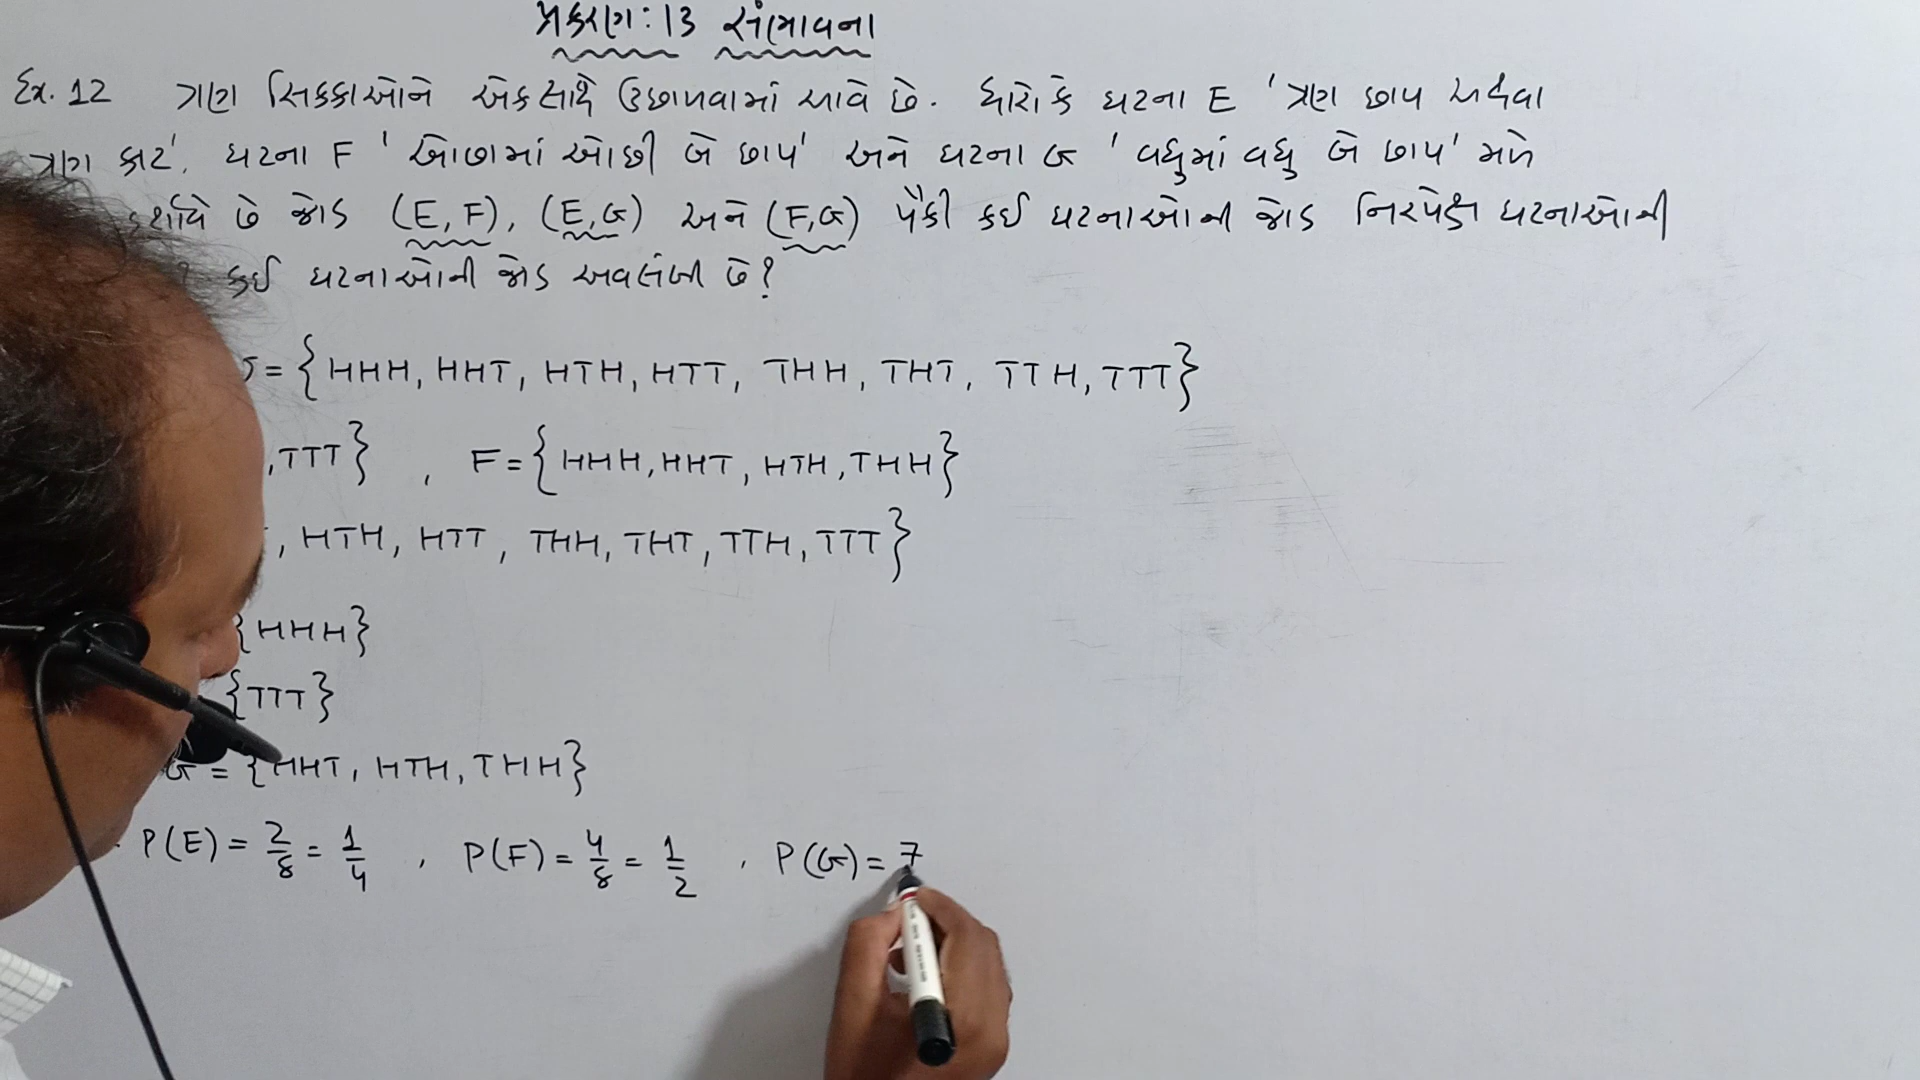 પ્રકરણ: 13 સંભાવના
Ex. 12 ત્રણ સિક્કાઓને એકસાથે ઉછાળવામાં આવે છે. ધારો કે ઘટના E 'ત્રણ છાપ અથવા
ત્રણ કાટ', ઘટના F 'ઓછામાં ઓછી બે છાપ' અને ઘટના G 'વધુમાં વધુ બે છાપ' મળે
દર્શાવે છે જોડ (E, F), (E,G) અને (F,G) પૈકી કઈ ઘટનાઓની જોડ નિરપેક્ષ ઘટનાઓની
કઈ ઘટનાઓની જોડ અવલંબી છે?
= {HHH, HHT, HTH, HTT, THH, THT, TTH, TTT}
,TTT} , F = {HHH, HHT, HTH, THH}
, HTH, HTT, THH, THT, TTH, TTT}
{HHH}
{TTT}
G = {HHT, HTH, THH}
P(E) = 2/8 = 1/4 , P(F) = 4/8 = 1/2 , P(G) = 7